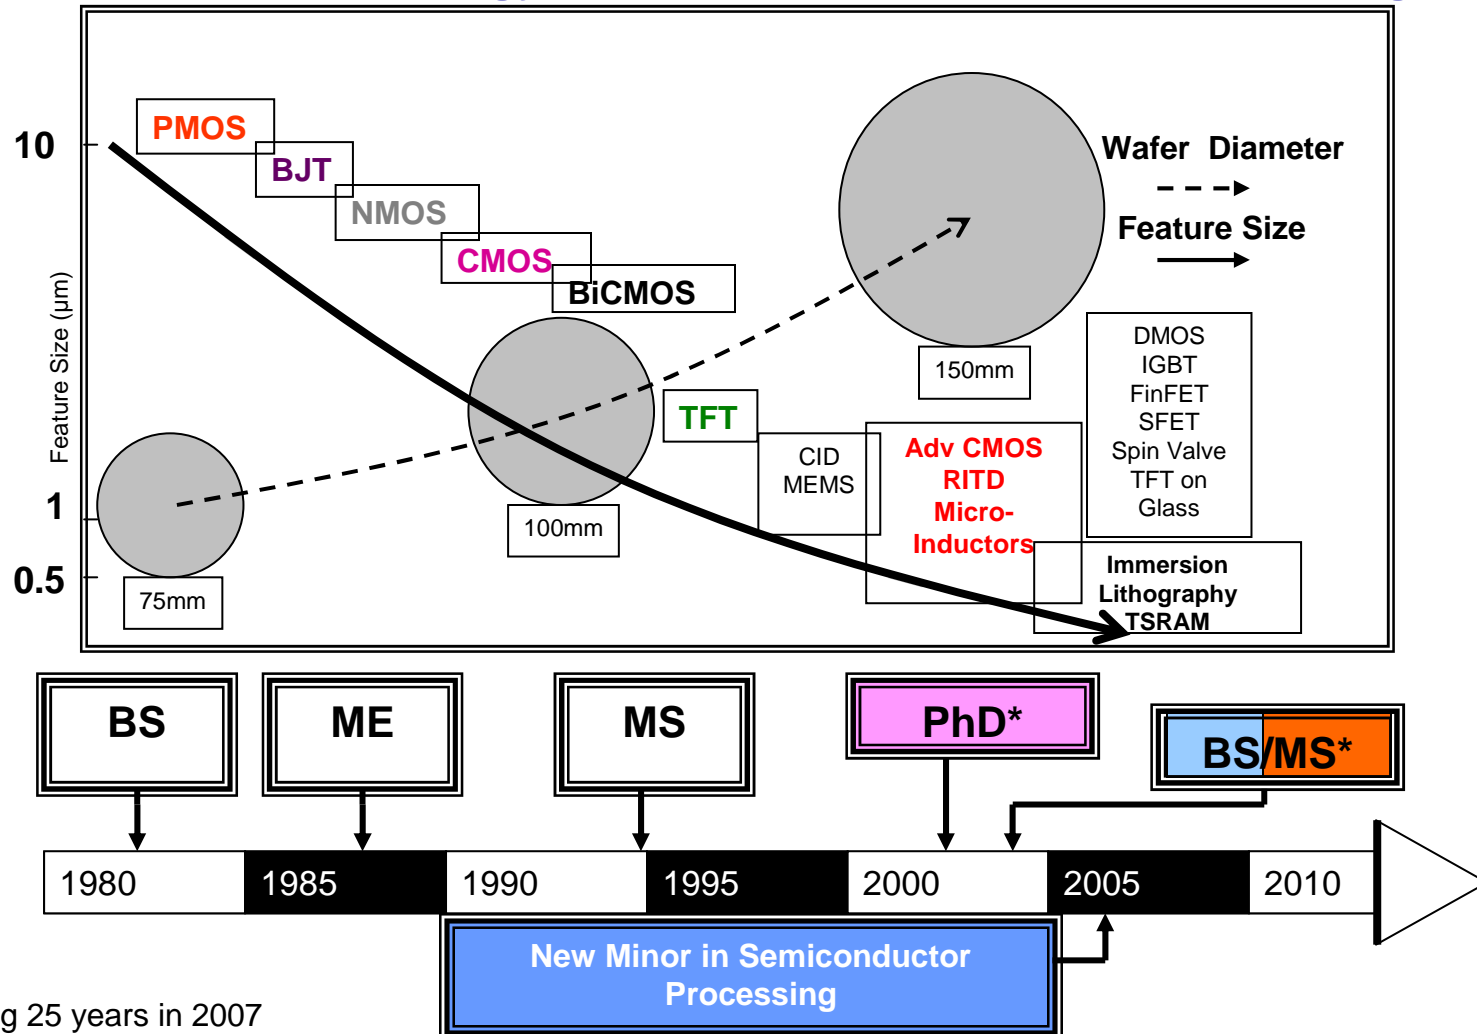 10
1
0.5
Feature Size (µm)
PMOS
BJT
NMOS
CMOS
BiCMOS
Wafer Diameter
Feature Size
75mm
100mm
150mm
TFT
CID
MEMS
Adv CMOS
RITD
Micro-
Inductors
DMOS
IGBT
FinFET
SFET
Spin Valve
TFT on
Glass
Immersion
Lithography
TSRAM
BS
ME
MS
PhD*
BS/MS*
1980
1985
1990
1995
2000
2005
2010
New Minor in Semiconductor
Processing
g 25 years in 2007